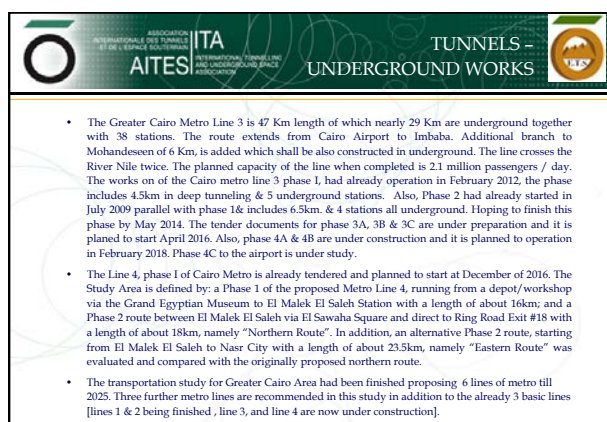 ASSOCIATION
INTERNATIONALE DES TUNNELS
ET DE L'ESPACE SOUTERRAIN
ITA
AITES
INTERNATIONAL TUNNELLING
AND UNDERGROUND SPACE
ASSOCIATION
TUNNELS –
UNDERGROUND WORKS
E.T.S.
• The Greater Cairo Metro Line 3 is 47 Km length of which nearly 29 Km are underground together
with 38 stations. The route extends from Cairo Airport to Imbaba. Additional branch to
Mohandeseen of 6 Km, is added which shall be also constructed in underground. The line crosses the
River Nile twice. The planned capacity of the line when completed is 2.1 million passengers / day.
The works on of the Cairo metro line 3 phase I, had already operation in February 2012, the phase
includes 4.5km in deep tunneling & 5 underground stations. Also, Phase 2 had already started in
July 2009 parallel with phase 1& includes 6.5km. & 4 stations all underground. Hoping to finish this
phase by May 2014. The tender documents for phase 3A, 3B & 3C are under preparation and it is
planed to start April 2016. Also, phase 4A & 4B are under construction and it is planned to operation
in February 2018. Phase 4C to the airport is under study.
• The Line 4, phase I of Cairo Metro is already tendered and planned to start at December of 2016. The
Study Area is defined by: a Phase 1 of the proposed Metro Line 4, running from a depot/workshop
via the Grand Egyptian Museum to El Malek El Saleh Station with a length of about 16km; and a
Phase 2 route between El Malek El Saleh via El Sawaha Square and direct to Ring Road Exit #18 with
a length of about 18km, namely “Northern Route”. In addition, an alternative Phase 2 route, starting
from El Malek El Saleh to Nasr City with a length of about 23.5km, namely “Eastern Route” was
evaluated and compared with the originally proposed northern route.
• The transportation study for Greater Cairo Area had been finished proposing 6 lines of metro till
2025. Three further metro lines are recommended in this study in addition to the already 3 basic lines
[lines 1 & 2 being finished , line 3, and line 4 are now under construction].